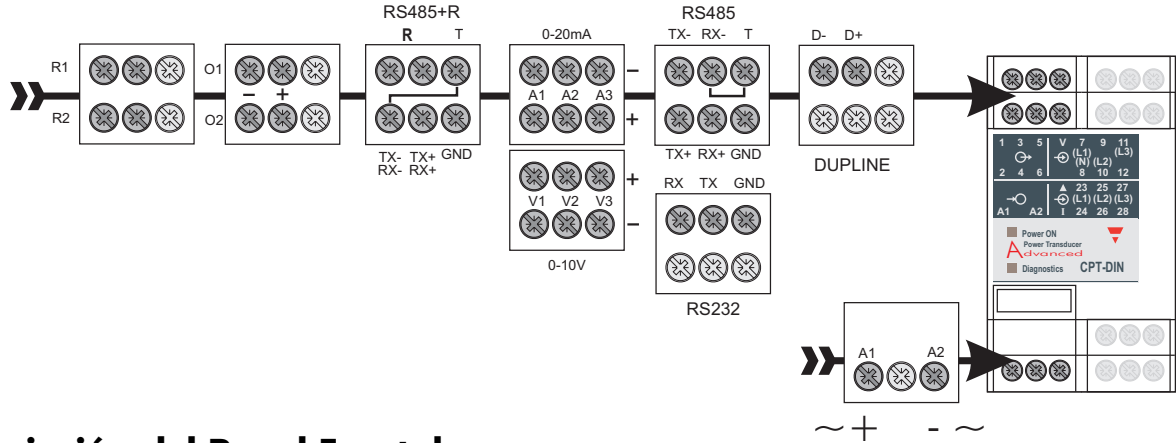 RS485+R
R T
0-20mA
RS485
TX- RX- T
D- D+
R1
R2
O1
- +
O2
A1 A2 A3
-
+
TX- TX+ GND
RX- RX+
TX+ RX+ GND
DUPLINE
V1 V2 V3
+
-
0-10V
RX TX GND
RS232
1 3 5 V 7 9 11
(L1) (L3)
(N) (L2)
2 4 6 8 10 12
▲ 23 25 27
(L1) (L2) (L3)
A1 A2 I 24 26 28
Power ON
Power Transducer
Advanced
Diagnostics CPT-DIN
A1 A2
~+ - ~